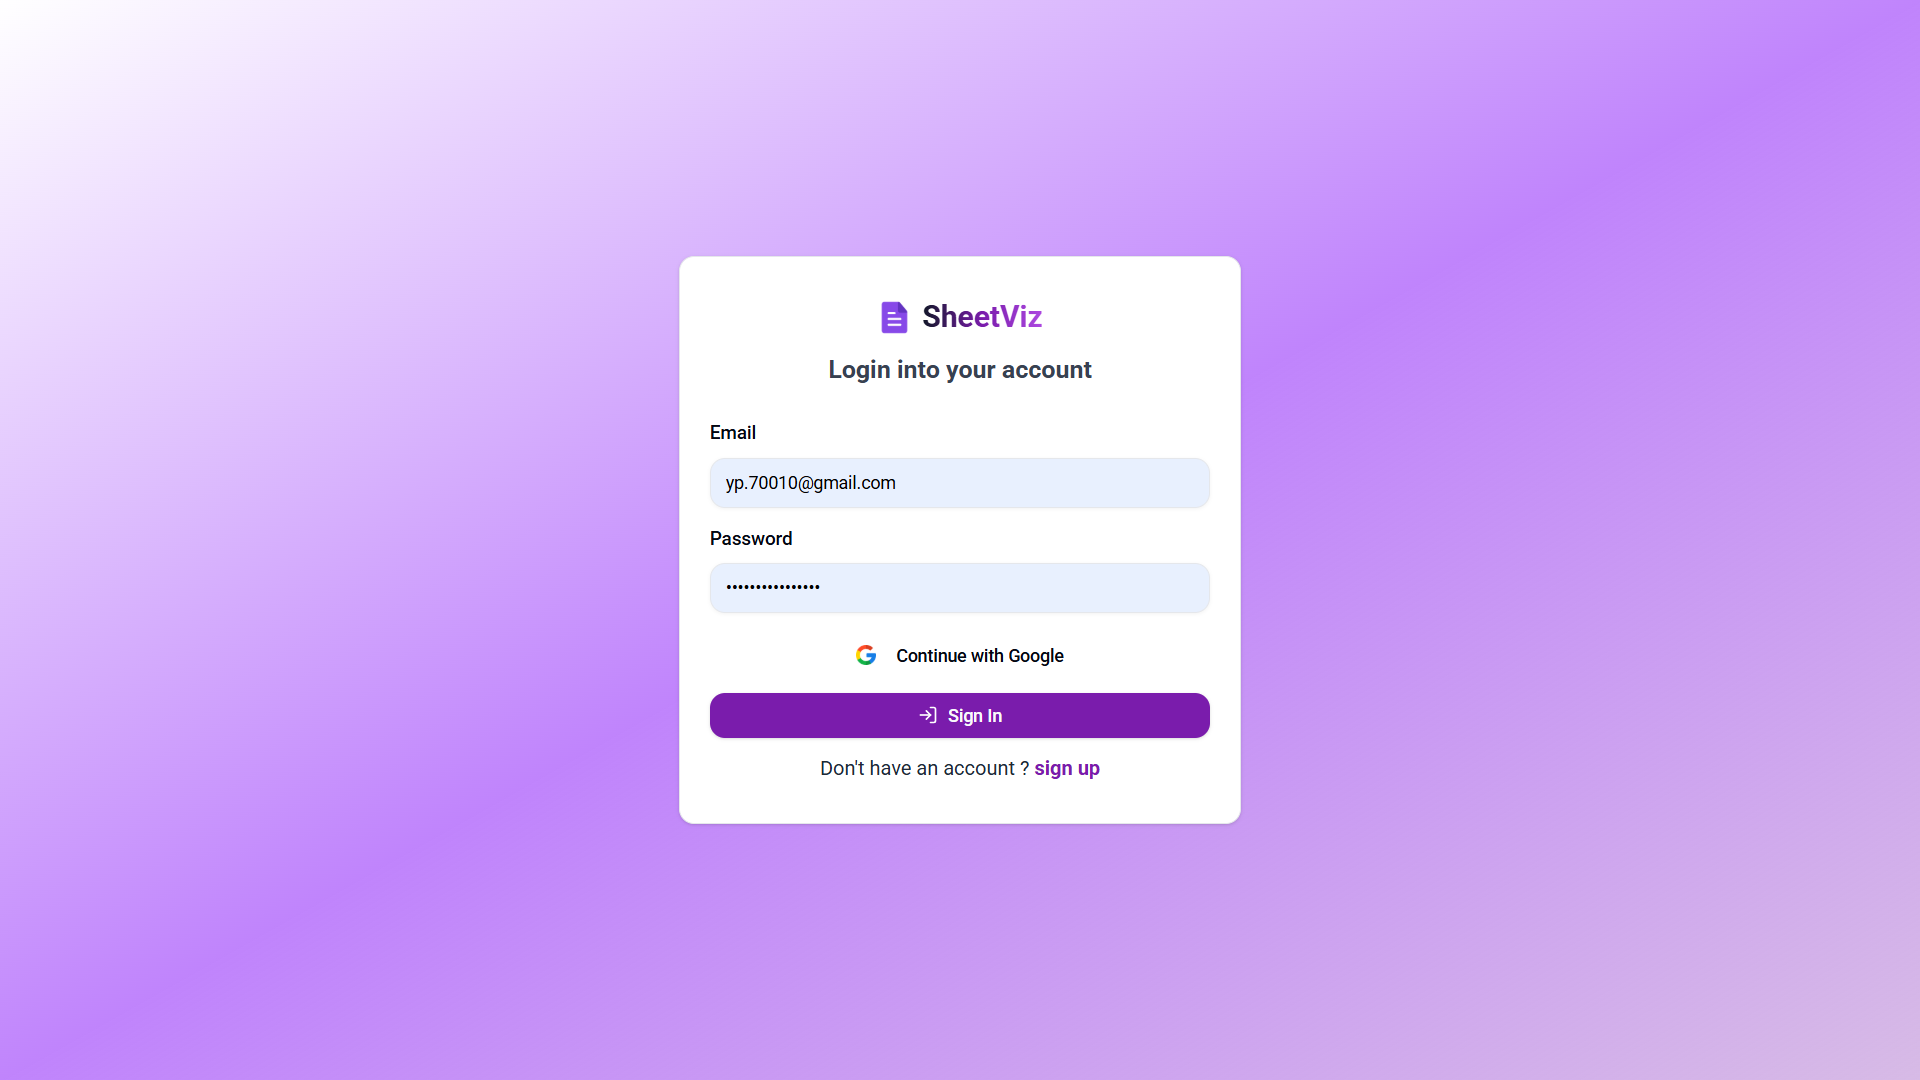 SheetViz
Login into your account
Email
yp.70010@gmail.com
Password
••••••••••••••••
Continue with Google
Sign In
Don't have an account ? sign up